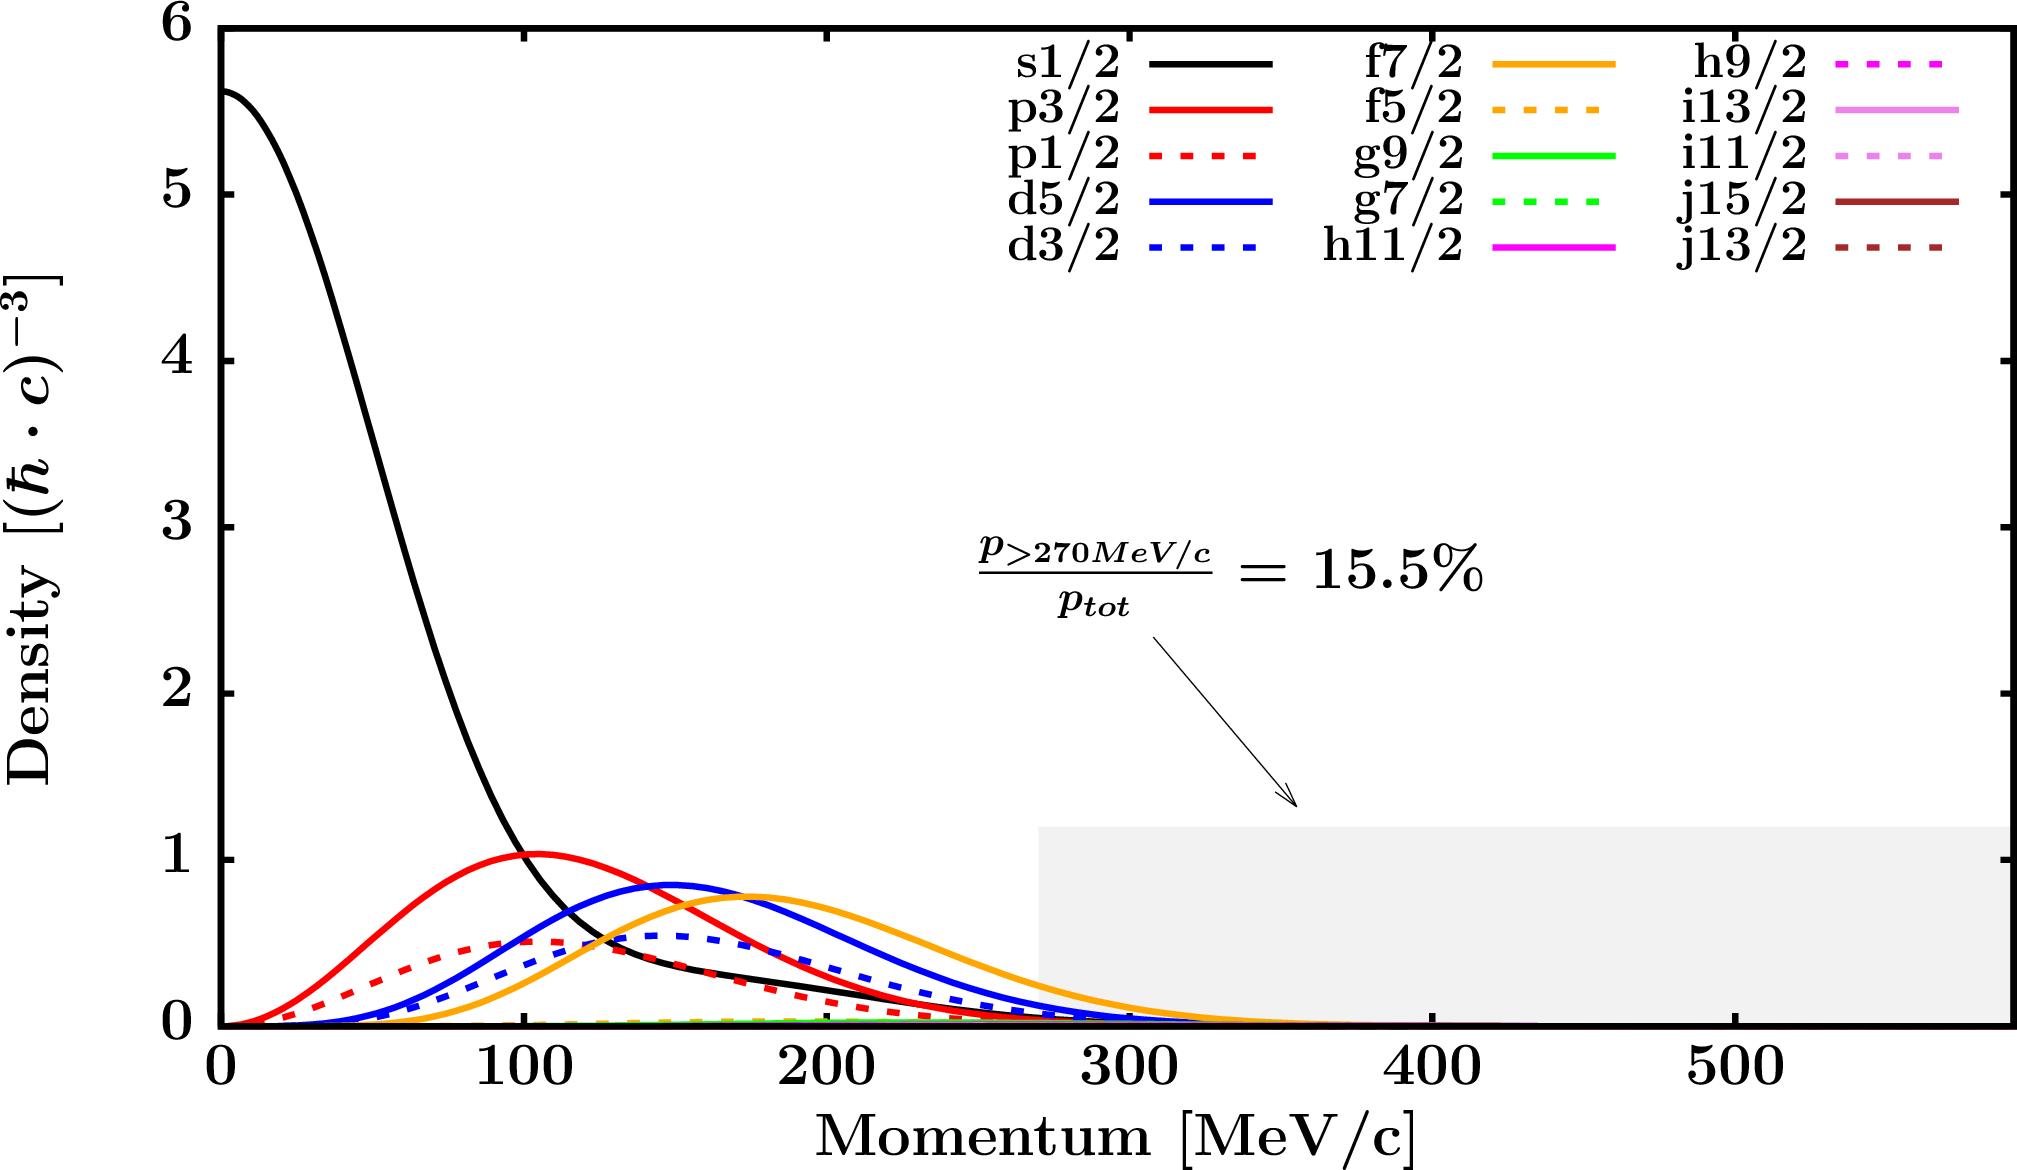 6
5
4
3
2
1
0
0 100 200 300 400 500
Density [(ħ · c)⁻³]
Momentum [MeV/c]
s1/2 f7/2 h9/2
p3/2 f5/2 i13/2
p1/2 g9/2 i11/2
d5/2 g7/2 j15/2
d3/2 h11/2 j13/2
p>270MeV/c
= 15.5%
ptot